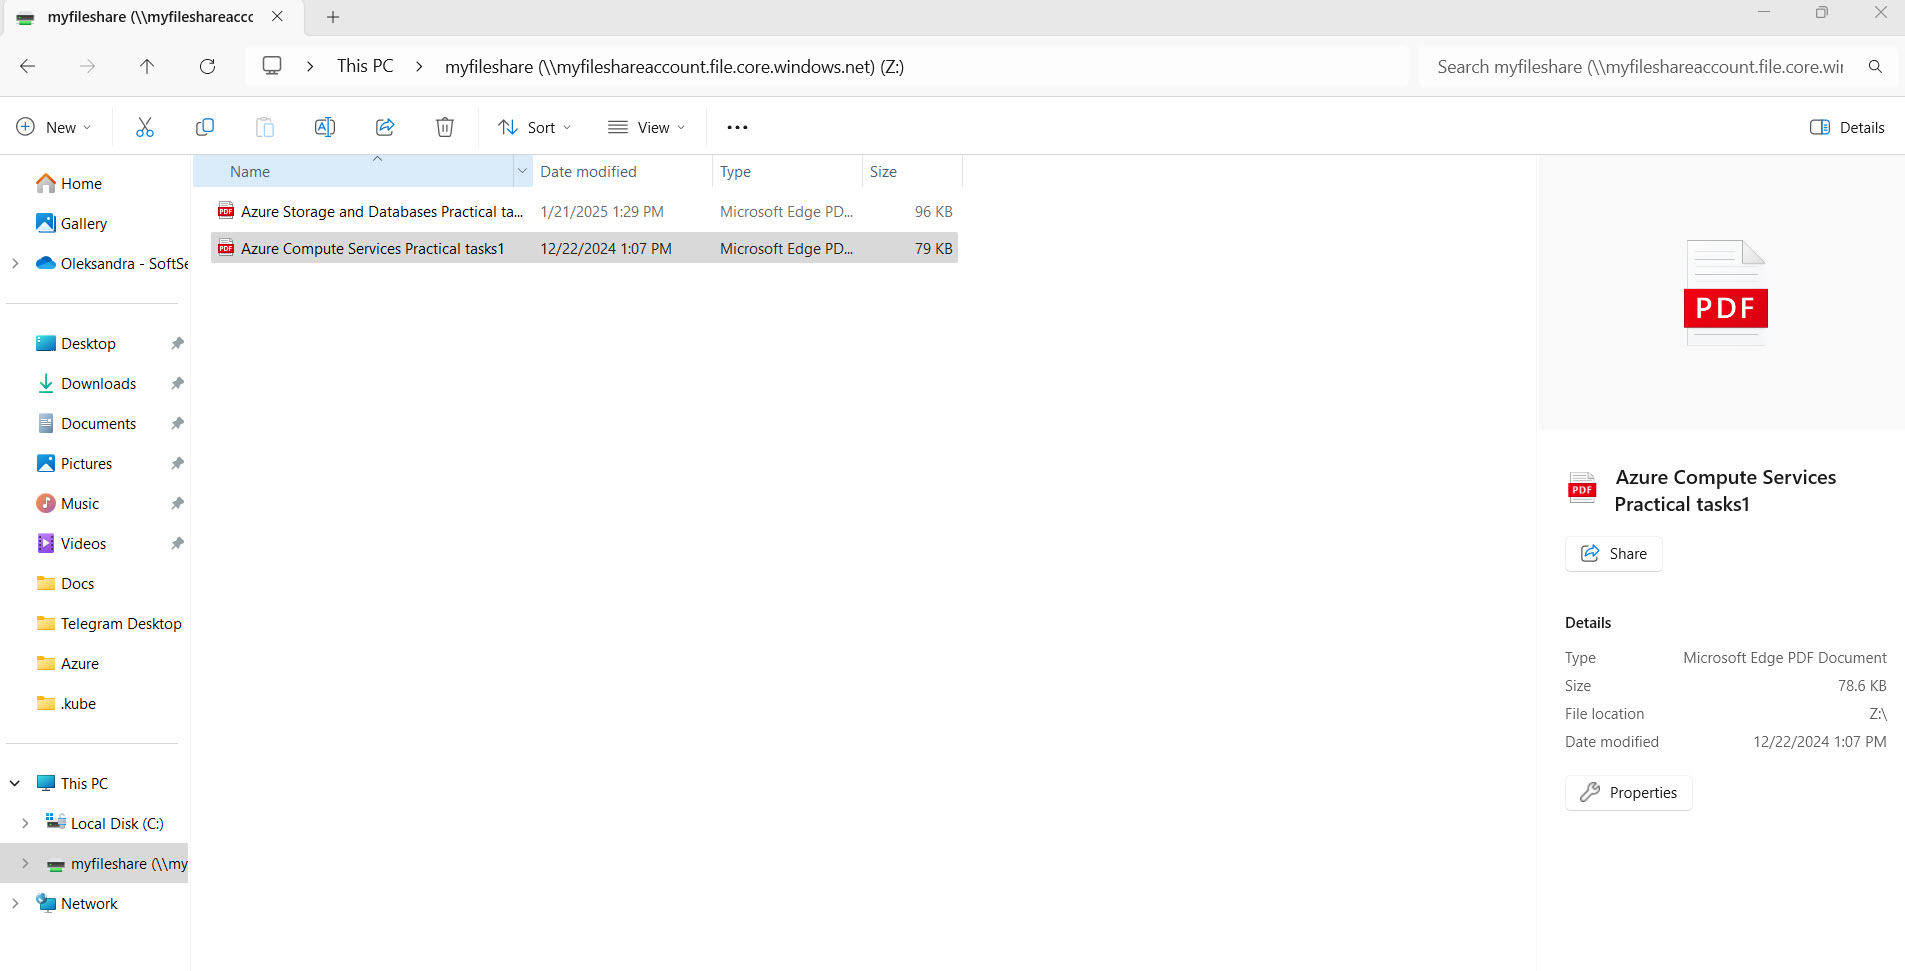 myfileshare (\\myfileshareaccc
This PC > myfileshare (\\myfileshareaccount.file.core.windows.net) (Z:)
Search myfileshare (\\myfileshareaccount.file.core.wir
New
Sort
View
Details
Name Date modified Type Size
Azure Storage and Databases Practical ta... 1/21/2025 1:29 PM Microsoft Edge PD... 96 KB
Azure Compute Services Practical tasks1 12/22/2024 1:07 PM Microsoft Edge PD... 79 KB
Home
Gallery
Oleksandra - SoftSe
Desktop
Downloads
Documents
Pictures
Music
Videos
Docs
Telegram Desktop
Azure
.kube
This PC
Local Disk (C:)
myfileshare (\\my
Network
PDF
PDF
Azure Compute Services
Practical tasks1
Share
Details
Type Microsoft Edge PDF Document
Size 78.6 KB
File location Z:\
Date modified 12/22/2024 1:07 PM
Properties